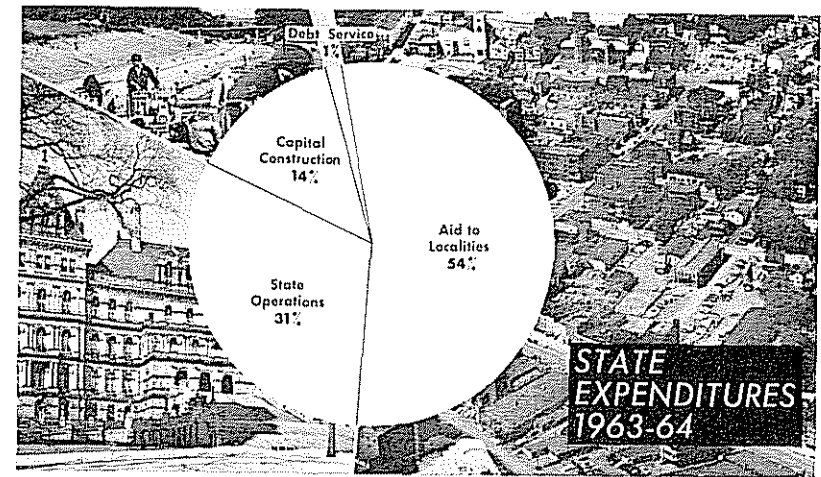 Debt Service
1%
Capital
Construction
14%
Aid to
Localities
54%
State
Operations
31%
STATE
EXPENDITURES
1963-64